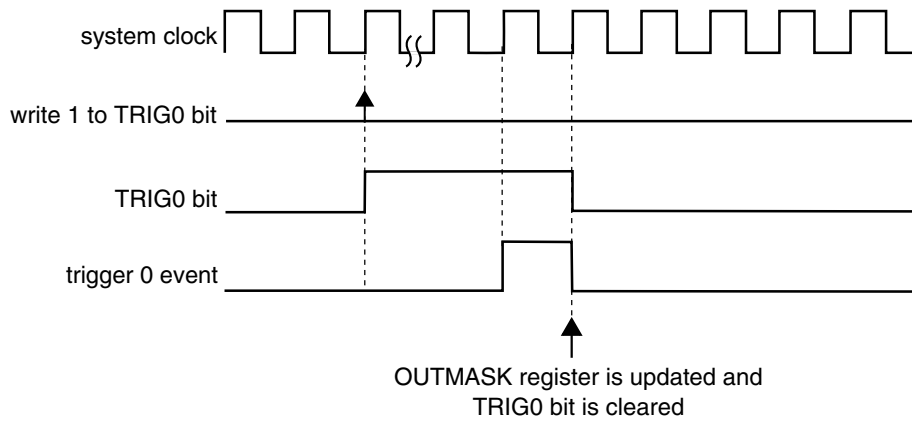 system clock
write 1 to TRIG0 bit
TRIG0 bit
trigger 0 event
OUTMASK register is updated and
TRIG0 bit is cleared